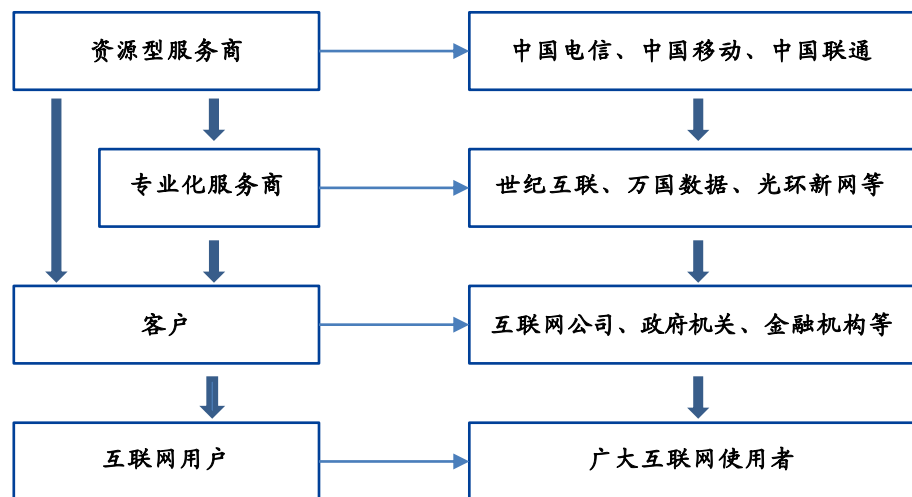 资源型服务商
中国电信、中国移动、中国联通
专业化服务商
世纪互联、万国数据、光环新网等
客户
互联网公司、政府机关、金融机构等
互联网用户
广大互联网使用者